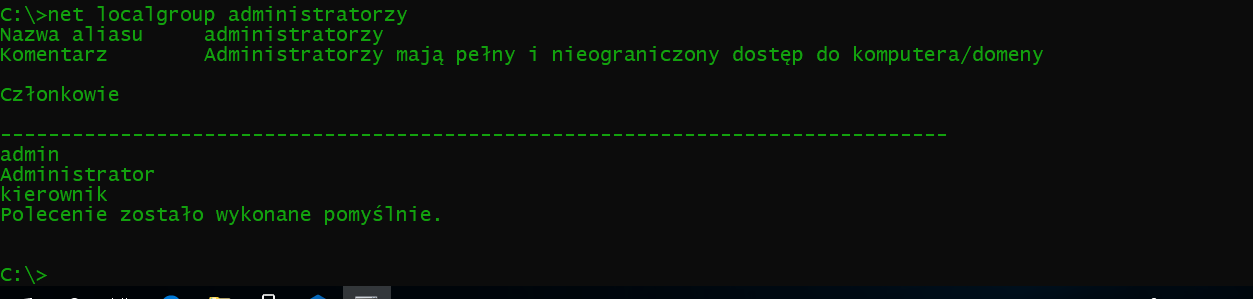 C:\>net localgroup administratorzy
Nazwa aliasu     administratorzy
Komentarz        Administratorzy mają pełny i nieograniczony dostęp do komputera/domeny
Członkowie
-------------------------------------------------------------------------------
admin
Administrator
kierownik
Polecenie zostało wykonane pomyślnie.
C:\>